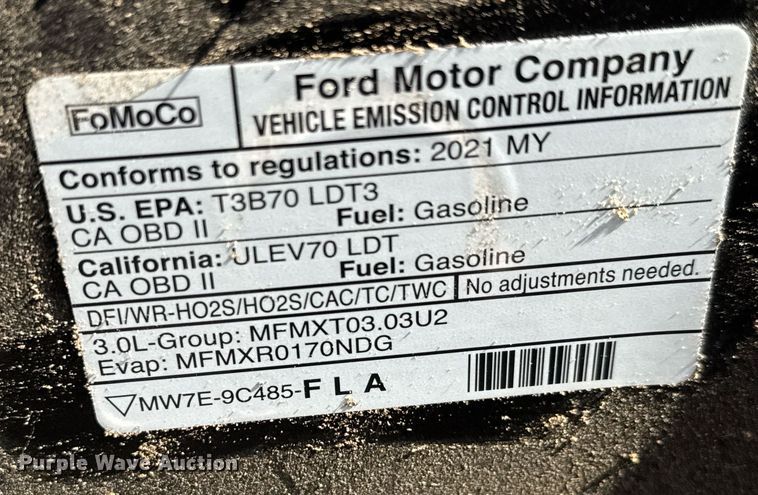 FoMoCo
Ford Motor Company
VEHICLE EMISSION CONTROL INFORMATION
Conforms to regulations: 2021 MY
U.S. EPA: T3B70 LDT3
CA OBD II Fuel: Gasoline
California: ULEV70 LDT
CA OBD II Fuel: Gasoline
DFI/WR-HO2S/HO2S/CAC/TC/TWC No adjustments needed.
3.0L-Group: MFMXT03.03U2
Evap: MFMXR0170NDG
▽MW7E-9C485-FLA
Purple Wave Auction